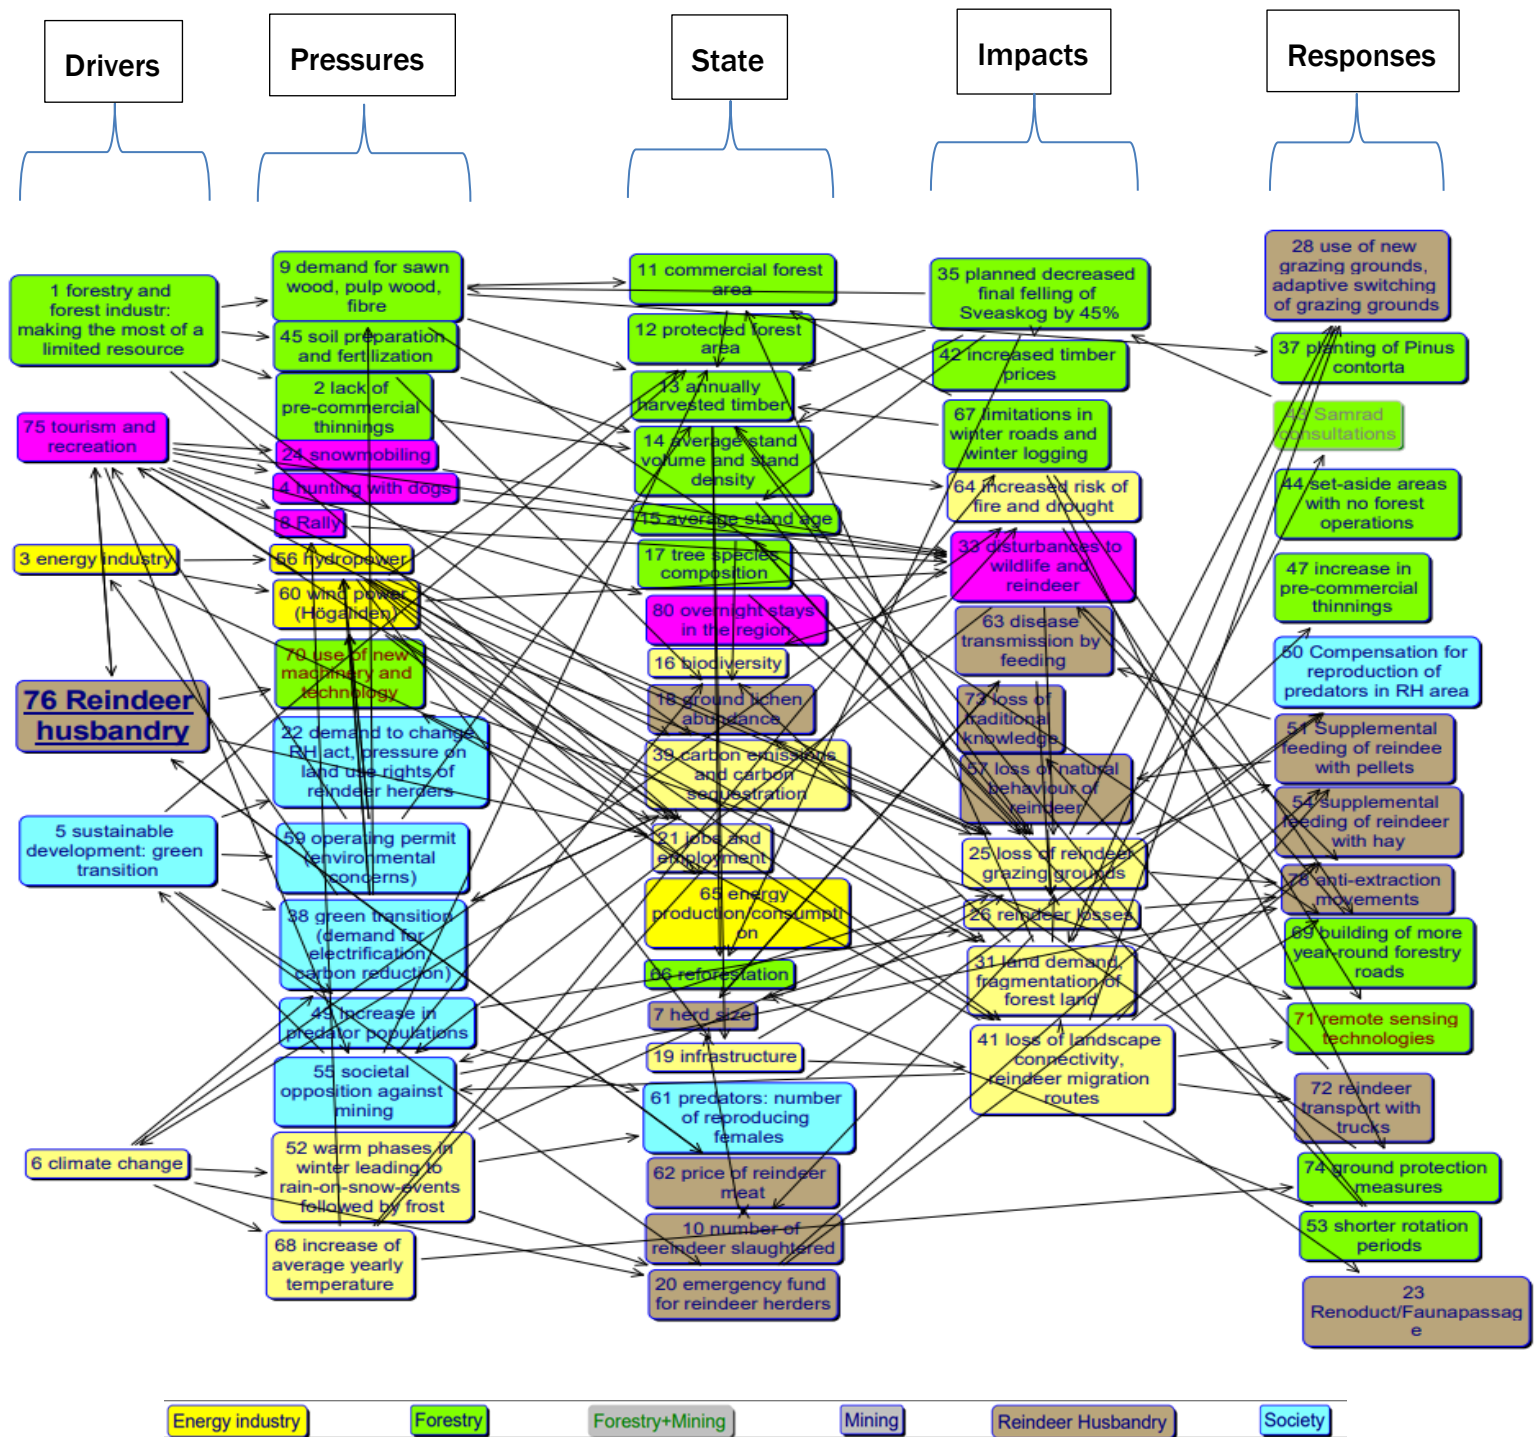 Drivers
Pressures
State
Impacts
Responses
1 forestry and
forest industr:
making the most of a
limited resource
75 tourism and
recreation
3 energy industry
76 Reindeer
husbandry
5 sustainable
development: green
transition
6 climate change
9 demand for sawn
wood, pulp wood,
fibre
45 soil preparation
and fertilization
2 lack of
pre-commercial
thinnings
24 snowmobiling
4 hunting with dogs
8 Rally
56 hydropower
60 wind power
(Högaliden)
70 use of new
machinery and
technology
22 demand to change
RH act, pressure on
land use rights of
reindeer herders
59 operating permit
(environmental
concerns)
38 green transition
(demand for
electrification,
carbon reduction)
49 increase in
predator populations
55 societal
opposition against
mining
52 warm phases in
winter leading to
rain-on-snow-events
followed by frost
68 increase of
average yearly
temperature
11 commercial forest
area
12 protected forest
area
13 annually
harvested timber
14 average stand
volume and stand
density
15 average stand age
17 tree species
composition
80 overnight stays
in the region
16 biodiversity
18 ground lichen
abundance
39 carbon emissions
and carbon
sequestration
21 jobs and
employment
65 energy
production/consumpti
on
66 reforestation
7 herd size
19 infrastructure
61 predators: number
of reproducing
females
62 price of reindeer
meat
10 number of
reindeer slaughtered
20 emergency fund
for reindeer herders
35 planned decreased
final felling of
Sveaskog by 45%
42 increased timber
prices
67 limitations in
winter roads and
winter logging
64 increased risk of
fire and drought
33 disturbances to
wildlife and
reindeer
63 disease
transmission by
feeding
73 loss of
traditional
knowledge
57 loss of natural
behaviour of
reindeer
25 loss of reindeer
grazing grounds
26 reindeer losses
31 land demand,
fragmentation of
forest land
41 loss of landscape
connectivity,
reindeer migration
routes
28 use of new
grazing grounds,
adaptive switching
of grazing grounds
37 planting of Pinus
contorta
43 Samrad
consultations
44 set-aside areas
with no forest
operations
47 increase in
pre-commercial
thinnings
50 Compensation for
reproduction of
predators in RH area
51 Supplemental
feeding of reindee
with pellets
54 supplemental
feeding of reindeer
with hay
78 anti-extraction
movements
69 building of more
year-round forestry
roads
71 remote sensing
technologies
72 reindeer
transport with
trucks
74 ground protection
measures
53 shorter rotation
periods
23
Renoduct/Faunapassag
e
Energy industry
Forestry
Forestry+Mining
Mining
Reindeer Husbandry
Society